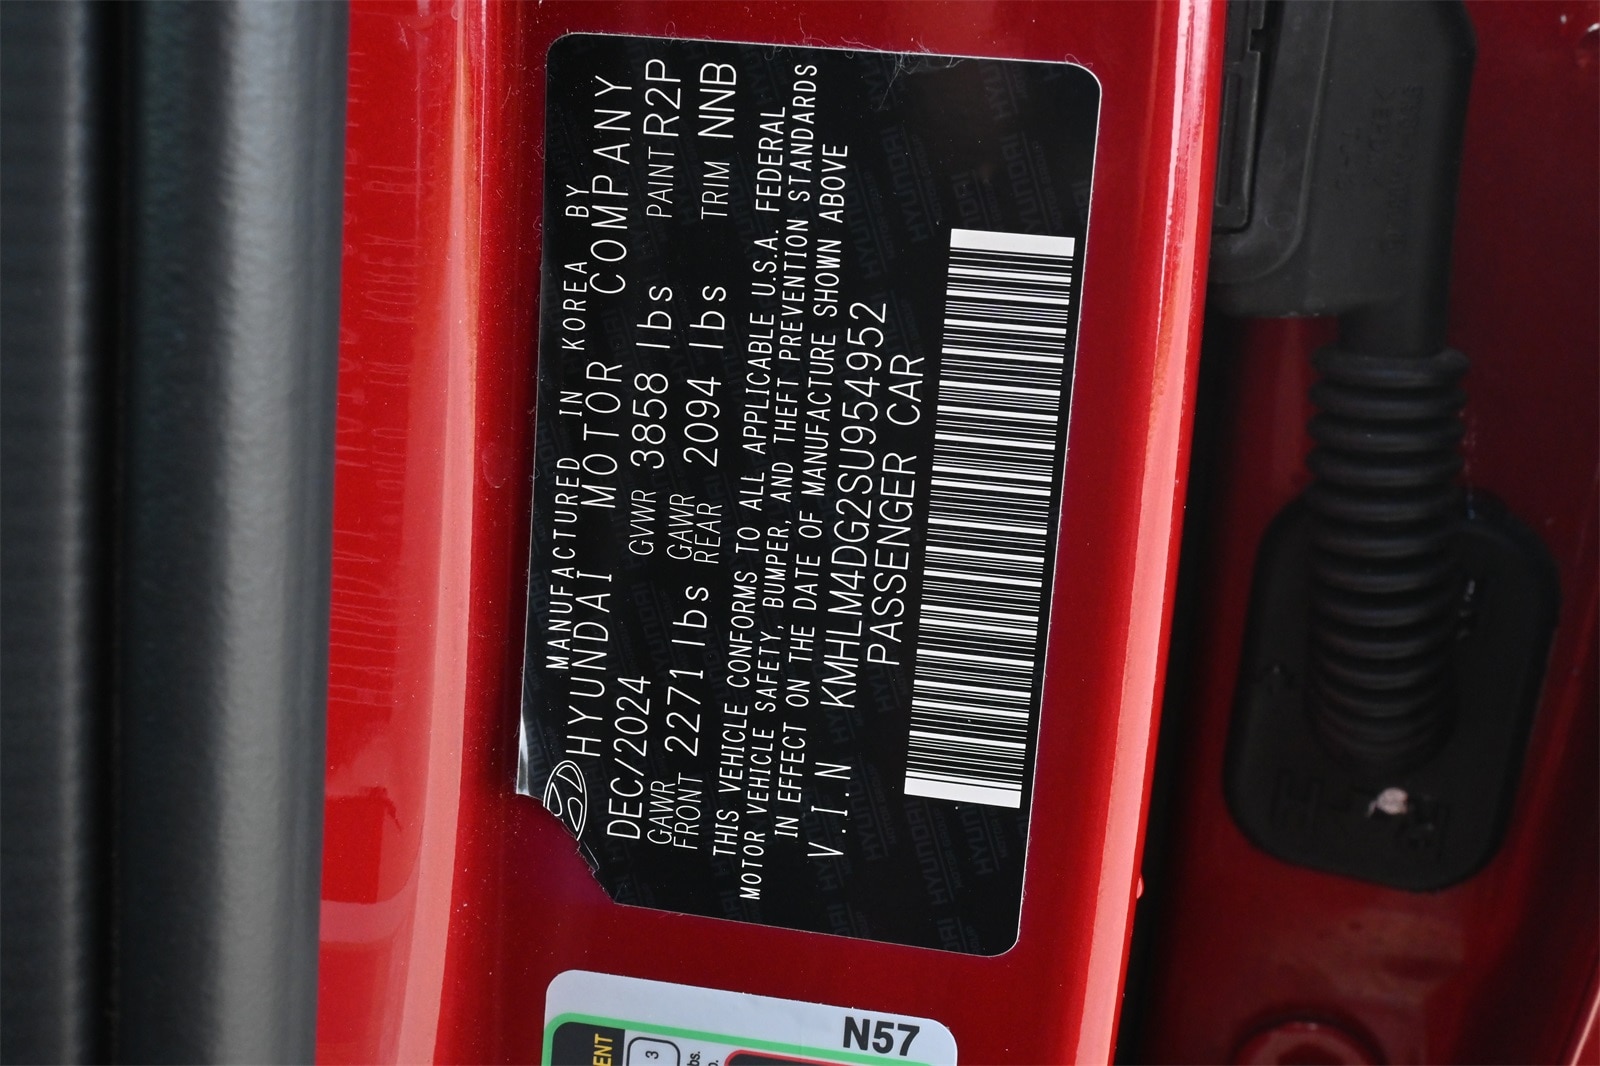 MANUFACTURED IN KOREA BY
HYUNDAI MOTOR COMPANY
DEC/2024 GVWR 3858 lbs PAINT R2P
GAWR FRONT 2271 lbs GAWR REAR 2094 lbs TRIM NNB
THIS VEHICLE CONFORMS TO ALL APPLICABLE U.S.A. FEDERAL
MOTOR VEHICLE SAFETY, BUMPER, AND THEFT PREVENTION STANDARDS
IN EFFECT ON THE DATE OF MANUFACTURE SHOWN ABOVE
V.I.N KMHLM4DG2SU954952
PASSENGER CAR
N57
3